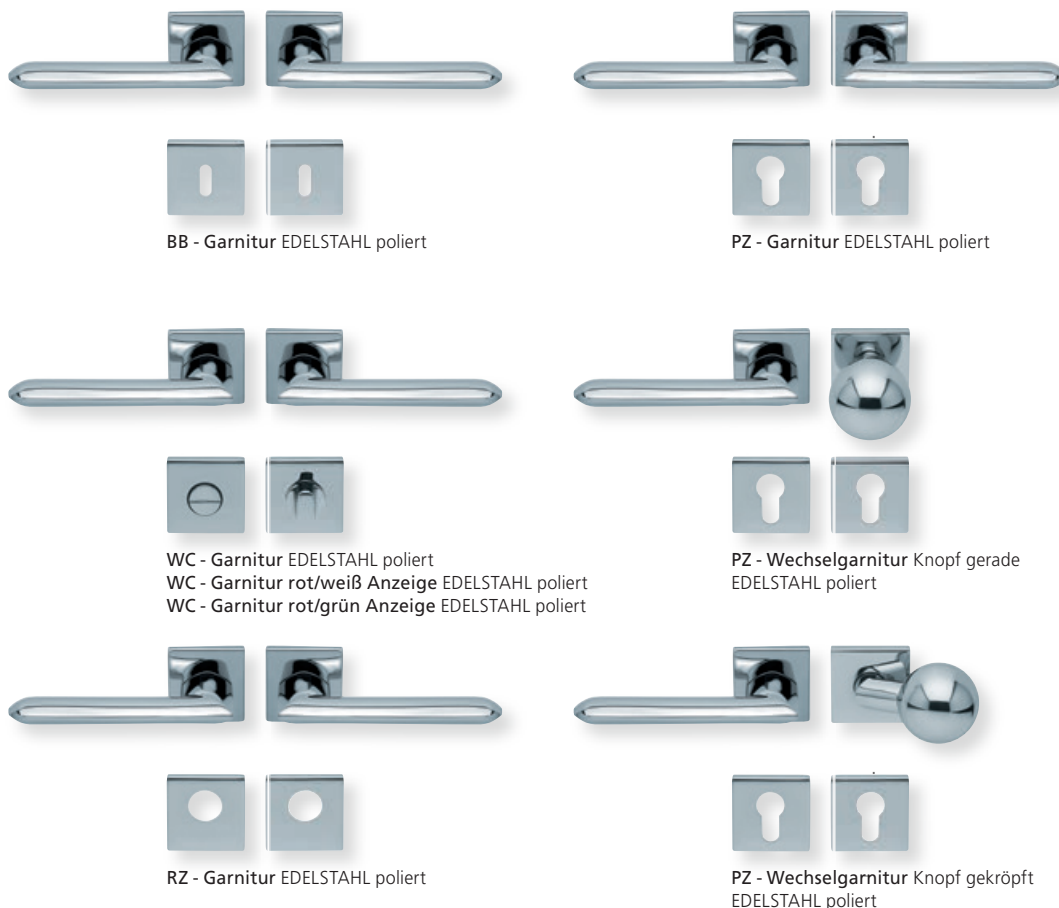 BB - Garnitur EDELSTAHL poliert
PZ - Garnitur EDELSTAHL poliert
WC - Garnitur EDELSTAHL poliert
WC - Garnitur rot/weiß Anzeige EDELSTAHL poliert
WC - Garnitur rot/grün Anzeige EDELSTAHL poliert
PZ - Wechselgarnitur Knopf gerade
EDELSTAHL poliert
RZ - Garnitur EDELSTAHL poliert
PZ - Wechselgarnitur Knopf gekröpft
EDELSTAHL poliert